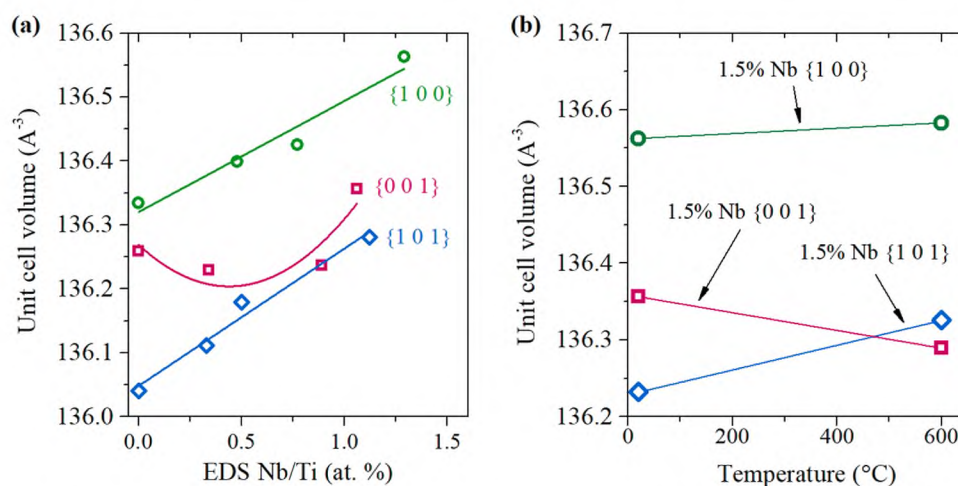 (a)
136.6
136.5
136.4
136.3
136.2
136.1
136.0
Unit cell volume (A⁻³)
{1 0 0}
{0 0 1}
{1 0 1}
0.0 0.5 1.0 1.5
EDS Nb/Ti (at. %)
(b)
136.7
136.6
136.5
136.4
136.3
136.2
Unit cell volume (A⁻³)
1.5% Nb {1 0 0}
1.5% Nb {0 0 1}
1.5% Nb {1 0 1}
0 200 400 600
Temperature (°C)